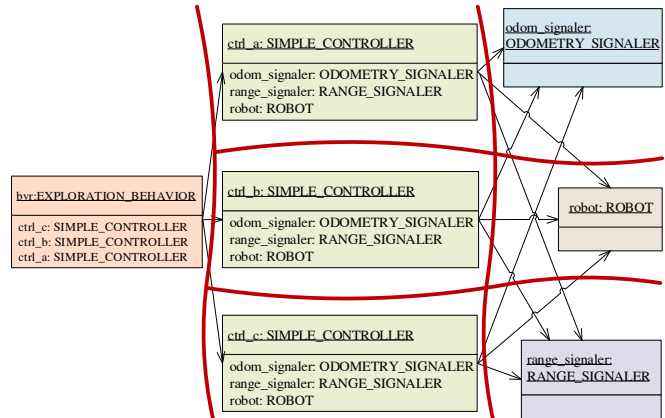 ctrl_a: SIMPLE_CONTROLLER
odom_signaler: ODOMETRY_SIGNALER
range_signaler: RANGE_SIGNALER
robot: ROBOT
odom_signaler:
ODOMETRY_SIGNALER
bvr:EXPLORATION_BEHAVIOR
ctrl_c: SIMPLE_CONTROLLER
ctrl_b: SIMPLE_CONTROLLER
ctrl_a: SIMPLE_CONTROLLER
ctrl_b: SIMPLE_CONTROLLER
odom_signaler: ODOMETRY_SIGNALER
range_signaler: RANGE_SIGNALER
robot: ROBOT
robot: ROBOT
ctrl_c: SIMPLE_CONTROLLER
odom_signaler: ODOMETRY_SIGNALER
range_signaler: RANGE_SIGNALER
robot: ROBOT
range_signaler:
RANGE_SIGNALER